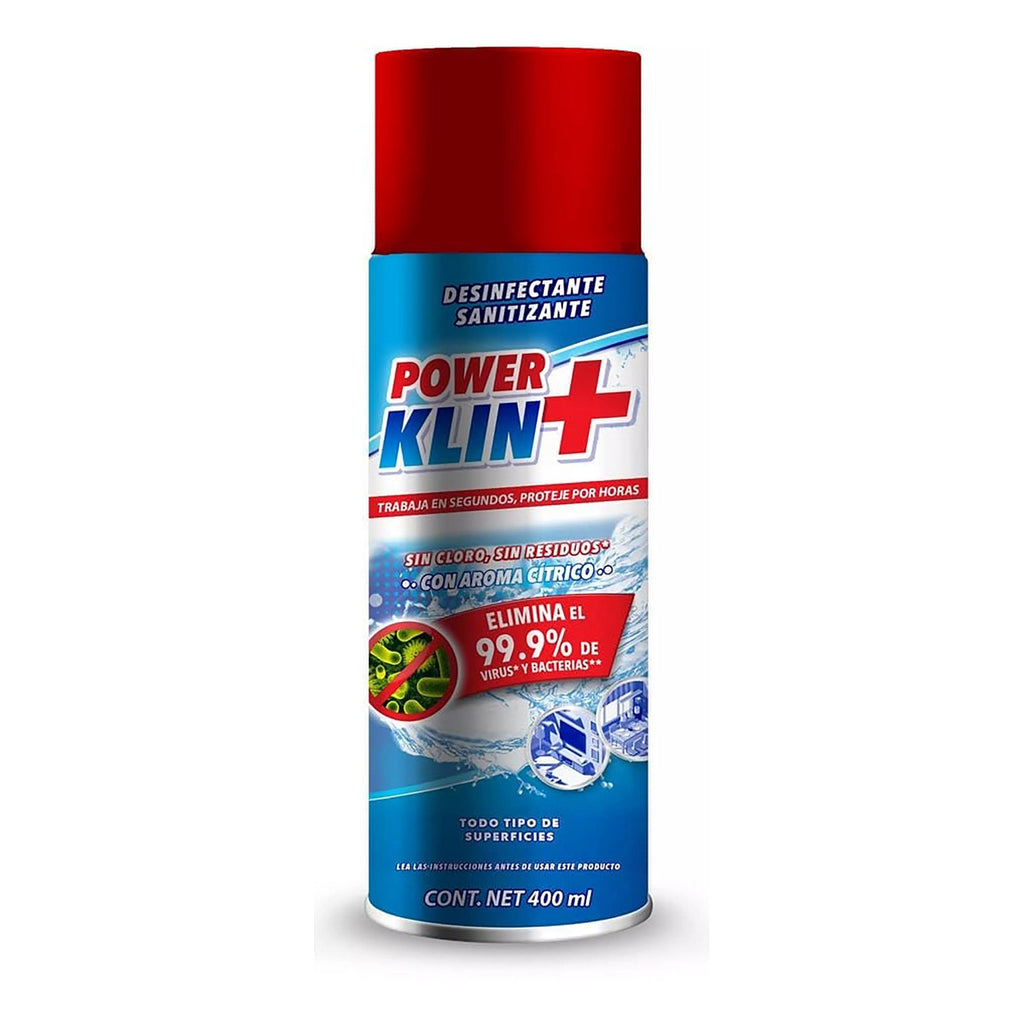 DESINFECTANTE
SANITIZANTE
POWER
KLIN+
TRABAJA EN SEGUNDOS, PROTEJE POR HORAS
SIN CLORO, SIN RESIDUOS*
CON AROMA CÍTRICO
ELIMINA EL
99.9% DE
VIRUS* Y BACTERIAS**
TODO TIPO DE
SUPERFICIES
LEA LAS INSTRUCCIONES ANTES DE USAR ESTE PRODUCTO
CONT. NET 400 ml